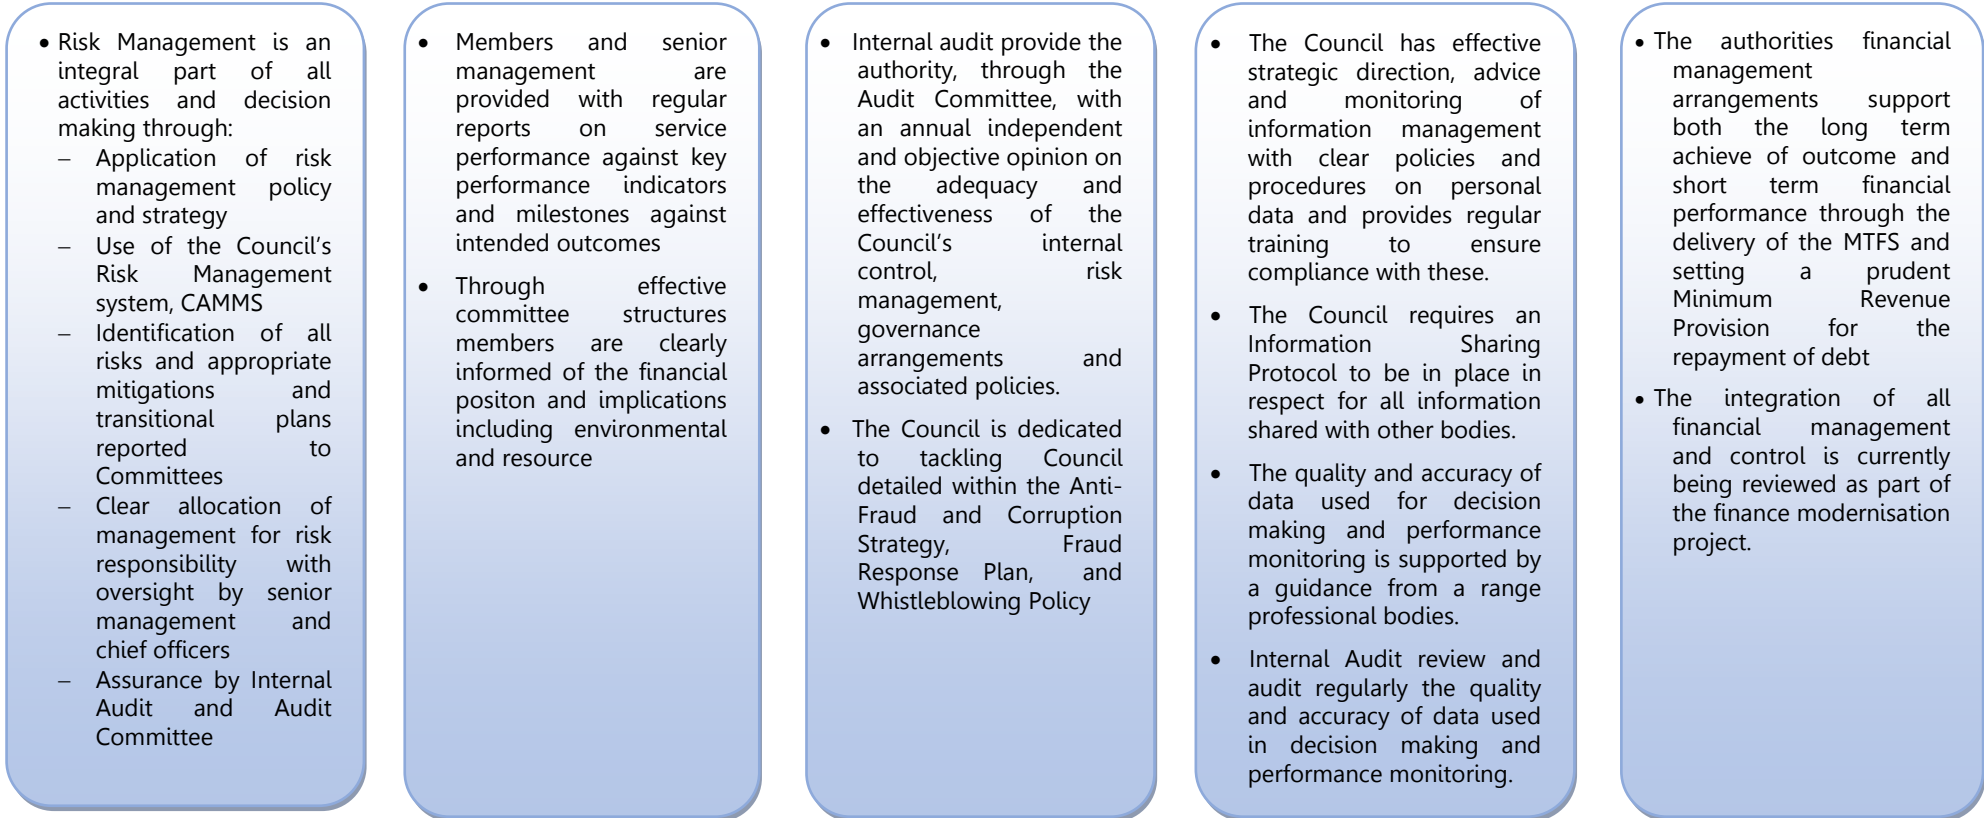 • Risk Management is an
integral part of all
activities and decision
making through:
– Application of risk
management policy
and strategy
– Use of the Council’s
Risk Management
system, CAMMS
– Identification of all
risks and appropriate
mitigations and
transitional plans
reported to
Committees
– Clear allocation of
management for risk
responsibility with
oversight by senior
management and
chief officers
– Assurance by Internal
Audit and Audit
Committee
• Members and senior
management are
provided with regular
reports on service
performance against key
performance indicators
and milestones against
intended outcomes
• Through effective
committee structures
members are clearly
informed of the financial
positon and implications
including environmental
and resource
• Internal audit provide the
authority, through the
Audit Committee, with
an annual independent
and objective opinion on
the adequacy and
effectiveness of the
Council’s internal
control, risk
management,
governance
arrangements and
associated policies.
• The Council is dedicated
to tackling Council
detailed within the Anti-
Fraud and Corruption
Strategy, Fraud
Response Plan, and
Whistleblowing Policy
• The Council has effective
strategic direction, advice
and monitoring of
information management
with clear policies and
procedures on personal
data and provides regular
training to ensure
compliance with these.
• The Council requires an
Information Sharing
Protocol to be in place in
respect for all information
shared with other bodies.
• The quality and accuracy of
data used for decision
making and performance
monitoring is supported by
a guidance from a range
professional bodies.
• Internal Audit review and
audit regularly the quality
and accuracy of data used
in decision making and
performance monitoring.
• The authorities financial
management
arrangements support
both the long term
achieve of outcome and
short term financial
performance through the
delivery of the MTFS and
setting a prudent
Minimum Revenue
Provision for the
repayment of debt
• The integration of all
financial management
and control is currently
being reviewed as part of
the finance modernisation
project.